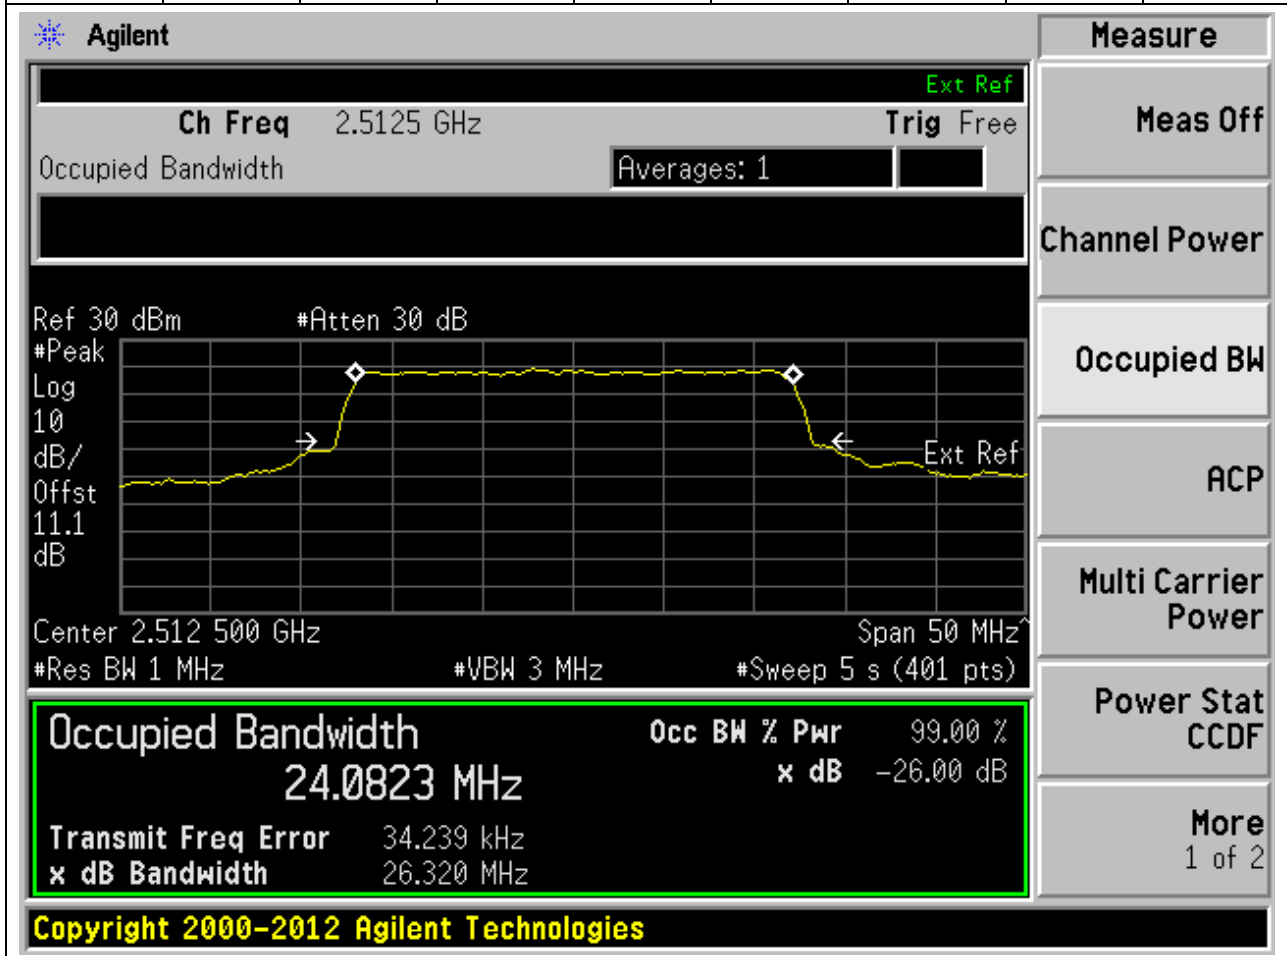 Agilent
Measure
Ext Ref
Ch Freq 2.5125 GHz Trig Free
Meas Off
Occupied Bandwidth Averages: 1
Channel Power
Ref 30 dBm #Atten 30 dB
#Peak
Log
10
dB/
Offst
11.1
dB
Ext Ref
Occupied BW
ACP
Center 2.512 500 GHz Span 50 MHz^
#Res BW 1 MHz #VBW 3 MHz #Sweep 5 s (401 pts)
Multi Carrier
Power
Occupied Bandwidth Occ BW % Pwr 99.00 %
24.0823 MHz x dB -26.00 dB
Transmit Freq Error 34.239 kHz
x dB Bandwidth 26.320 MHz
Power Stat
CCDF
More
1 of 2
Copyright 2000-2012 Agilent Technologies